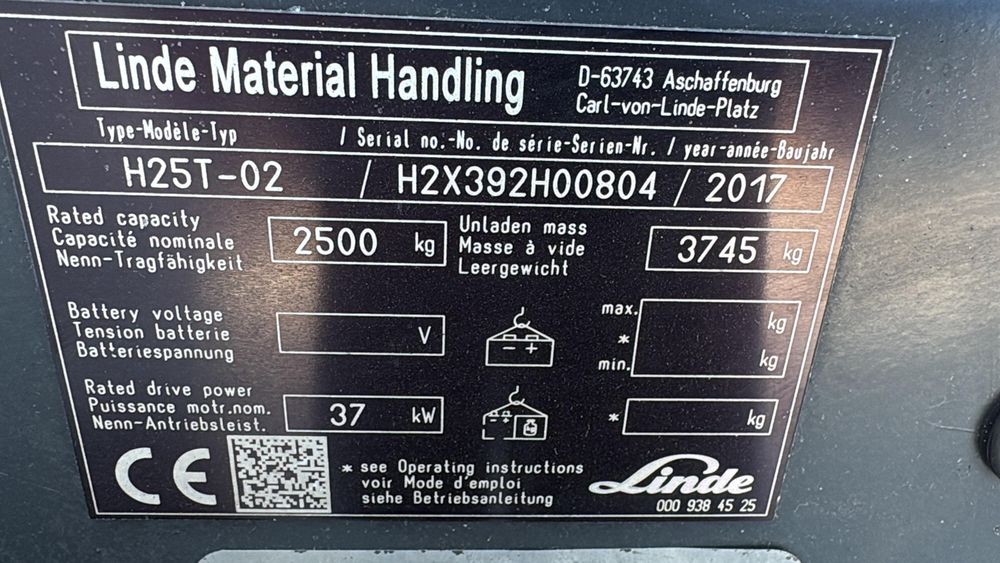 Linde Material Handling
D-63743 Aschaffenburg
Carl-von-Linde-Platz
Type-Modèle-Typ / Serial no.-No. de série-Serien-Nr. / year-année-Baujahr
H25T-02 / H2X392H00804 / 2017
Rated capacity
Capacité nominale
Nenn-Tragfähigkeit
2500 kg
Unladen mass
Masse à vide
Leergewicht
3745 kg
Battery voltage
Tension batterie
Batteriespannung
V
- +
max.
*
min.
kg
kg
Rated drive power
Puissance motr.nom.
Nenn-Antriebsleist.
37 kW
- +
kg
* kg
CE
* see Operating instructions
voir Mode d'emploi
siehe Betriebsanleitung
Linde
000 938 45 25